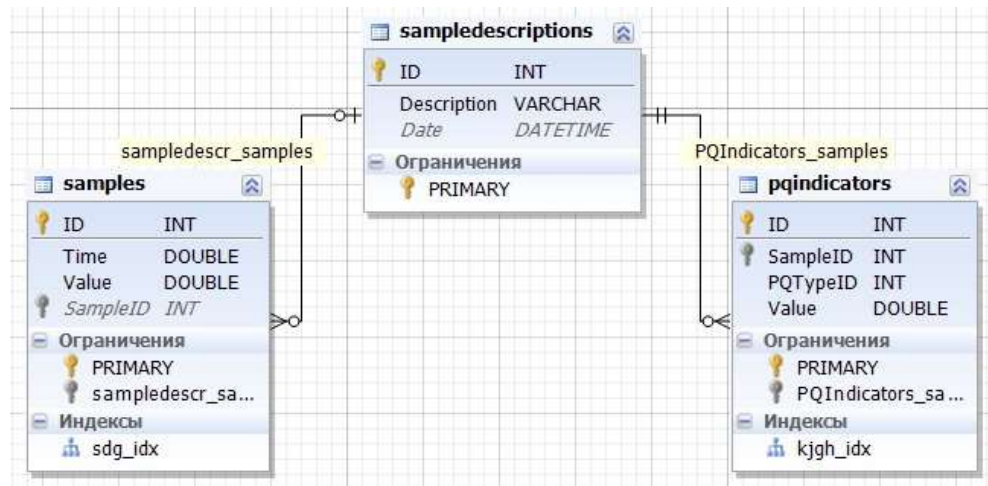 sampledescriptions
ID INT
Description VARCHAR
Date DATETIME
Ограничения
PRIMARY
sampledescr_samples
PQIndicators_samples
samples
ID INT
Time DOUBLE
Value DOUBLE
SampleID INT
Ограничения
PRIMARY
sampledescr_sa...
Индексы
sdg_idx
pqindicators
ID INT
SampleID INT
PQTypeID INT
Value DOUBLE
Ограничения
PRIMARY
PQIndicators_sa...
Индексы
kjgh_idx